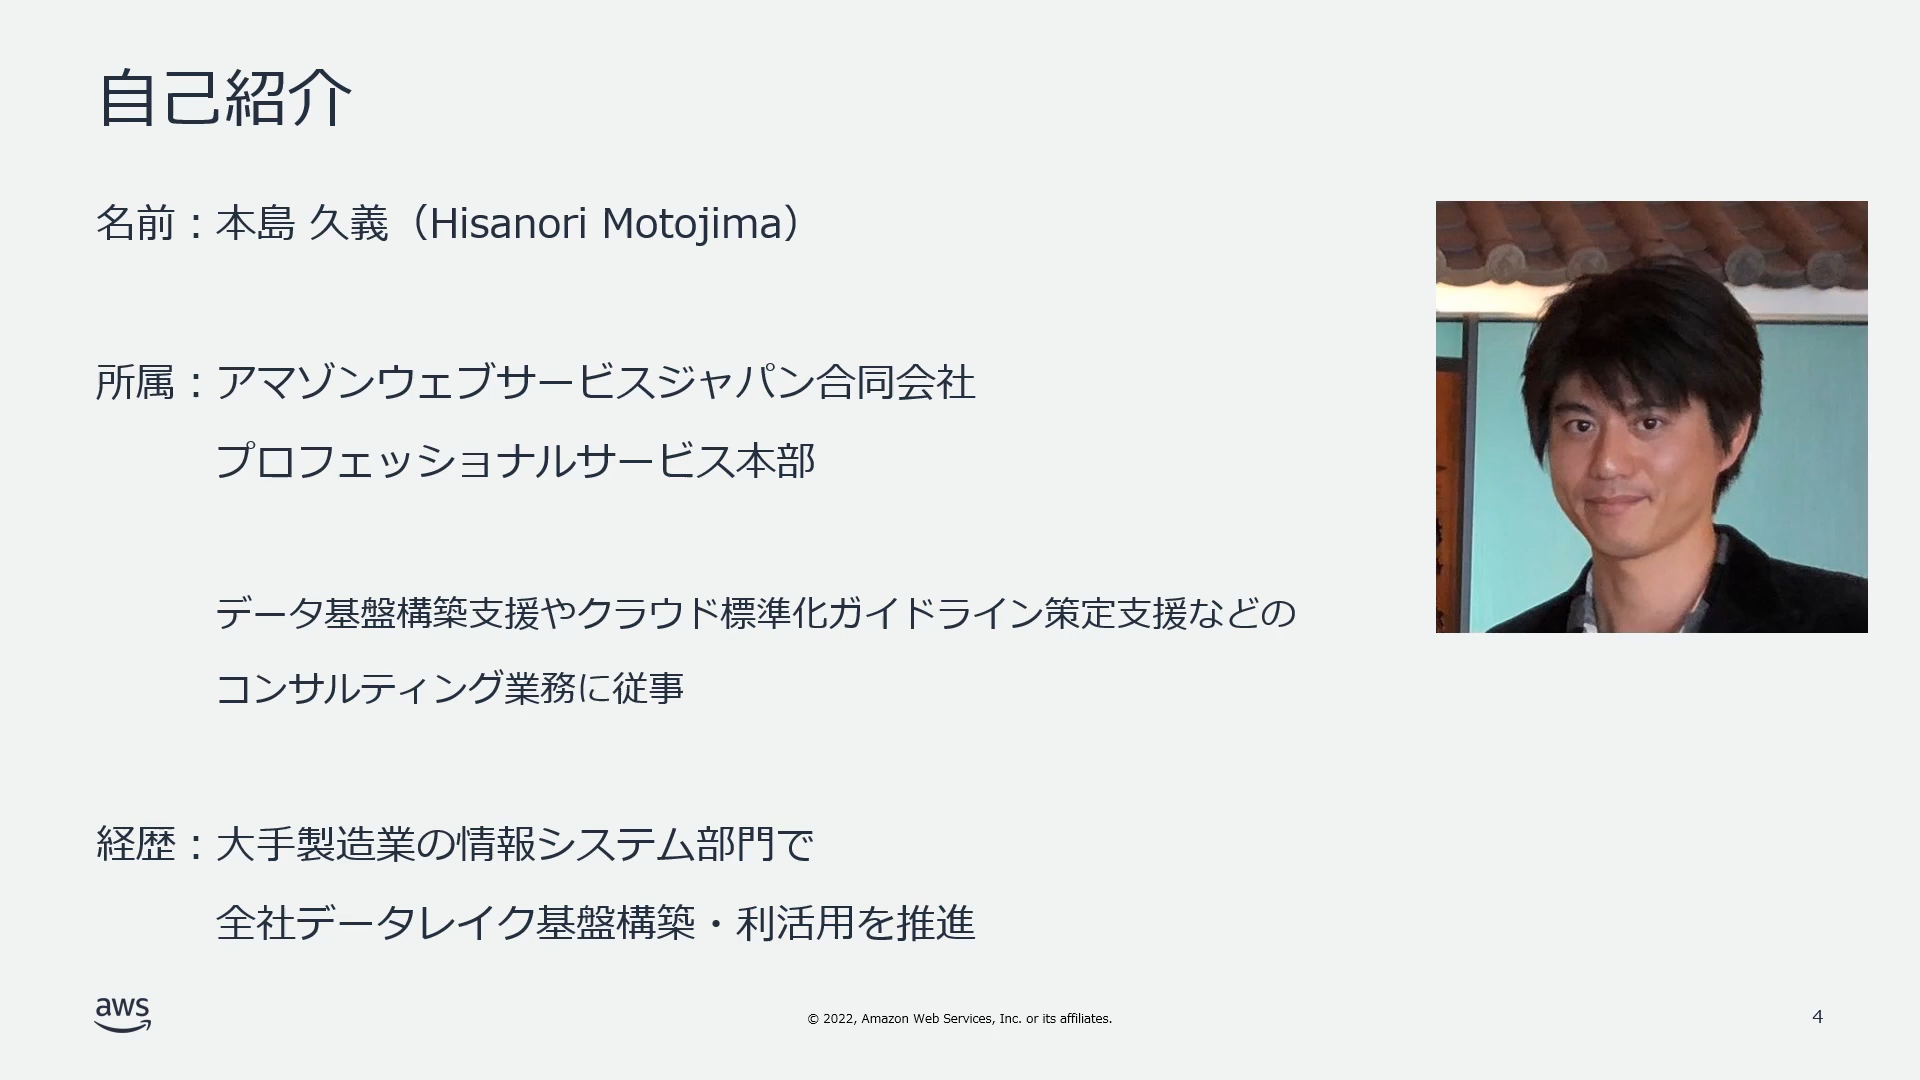 自己紹介
名前：本島 久義（Hisanori Motojima）
所属：アマゾンウェブサービスジャパン合同会社
プロフェッショナルサービス本部
データ基盤構築支援やクラウド標準化ガイドライン策定支援などの
コンサルティング業務に従事
経歴：大手製造業の情報システム部門で
全社データレイク基盤構築・利活用を推進
aws
© 2022, Amazon Web Services, Inc. or its affiliates.
4